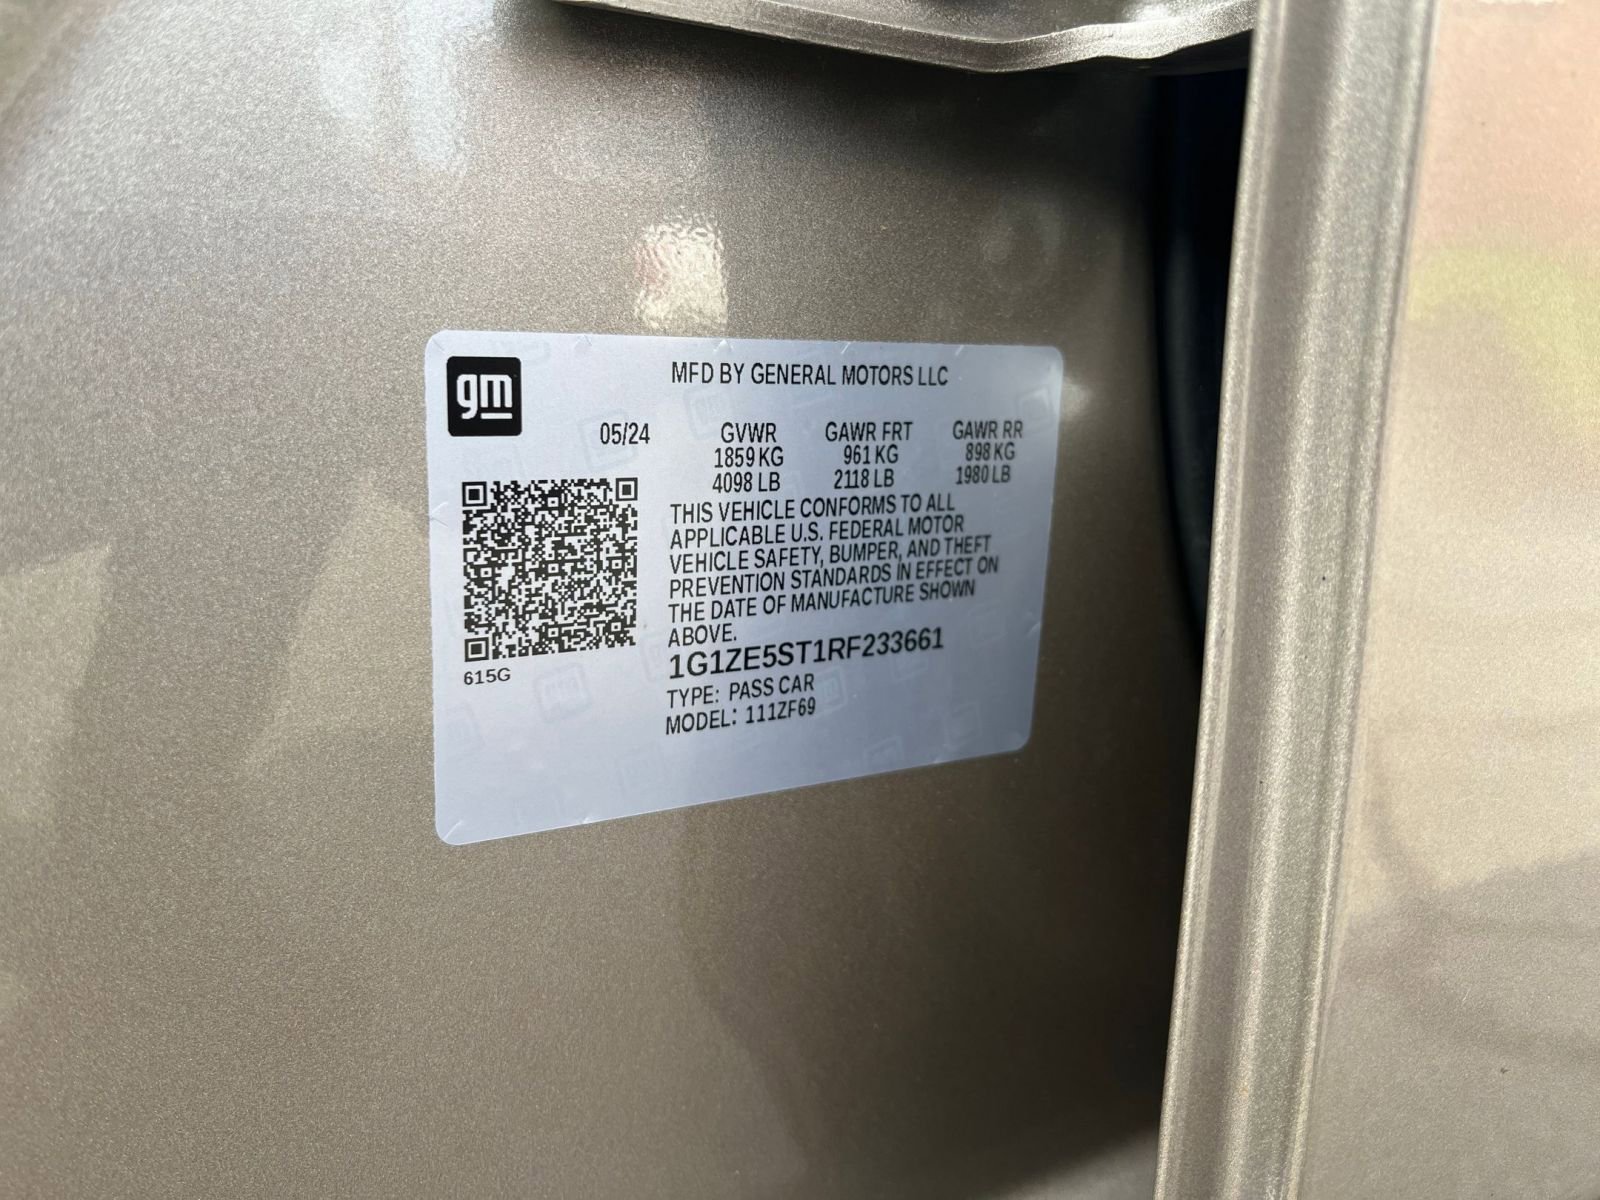 gm
MFD BY GENERAL MOTORS LLC
05/24 GVWR GAWR FRT GAWR RR
1859 KG 961 KG 898 KG
4098 LB 2118 LB 1980 LB
THIS VEHICLE CONFORMS TO ALL
APPLICABLE U.S. FEDERAL MOTOR
VEHICLE SAFETY, BUMPER, AND THEFT
PREVENTION STANDARDS IN EFFECT ON
THE DATE OF MANUFACTURE SHOWN
ABOVE.
1G1ZE5ST1RF233661
TYPE: PASS CAR
MODEL: 111ZF69
615G